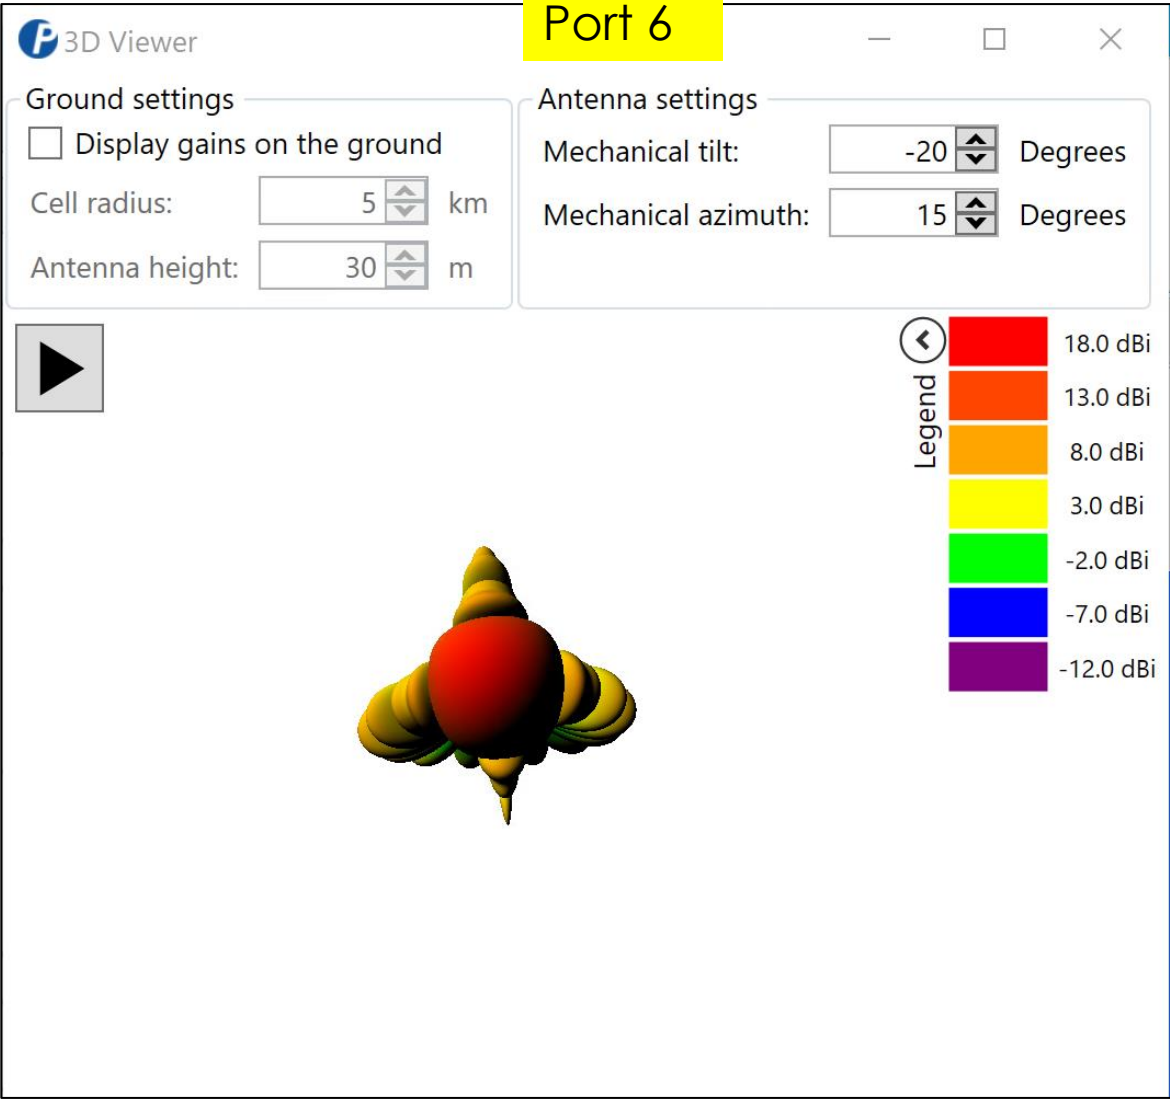 Port 6
3D Viewer
Ground settings
Display gains on the ground
Cell radius: 5 km
Antenna height: 30 m
Antenna settings
Mechanical tilt: -20 Degrees
Mechanical azimuth: 15 Degrees
Legend
18.0 dBi
13.0 dBi
8.0 dBi
3.0 dBi
-2.0 dBi
-7.0 dBi
-12.0 dBi